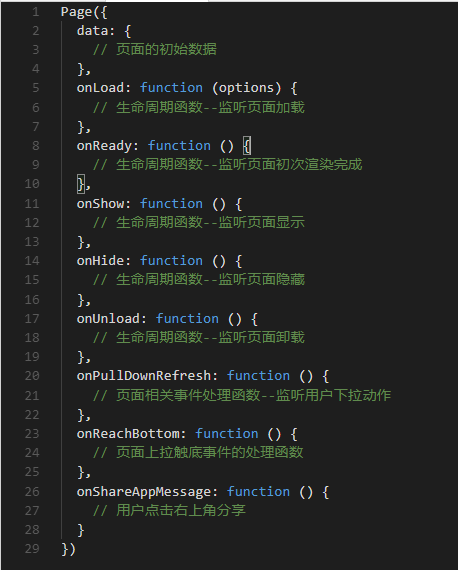 1 Page({
2   data: {
3     // 页面的初始数据
4   },
5   onLoad: function (options) {
6     // 生命周期函数--监听页面加载
7   },
8   onReady: function () {
9     // 生命周期函数--监听页面初次渲染完成
10   },
11   onShow: function () {
12     // 生命周期函数--监听页面显示
13   },
14   onHide: function () {
15     // 生命周期函数--监听页面隐藏
16   },
17   onUnload: function () {
18     // 生命周期函数--监听页面卸载
19   },
20   onPullDownRefresh: function () {
21     // 页面相关事件处理函数--监听用户下拉动作
22   },
23   onReachBottom: function () {
24     // 页面上拉触底事件的处理函数
25   },
26   onShareAppMessage: function () {
27     // 用户点击右上角分享
28   }
29 })